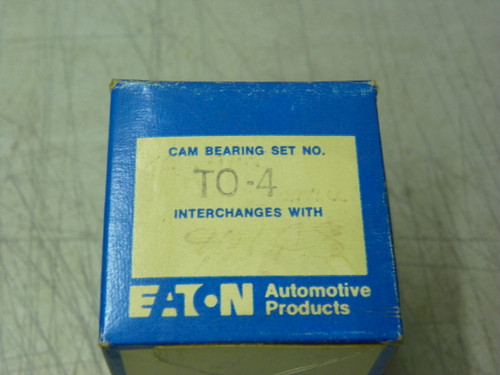 CAM BEARING SET NO.
TO-4
INTERCHANGES WITH
EATON Automotive
Products